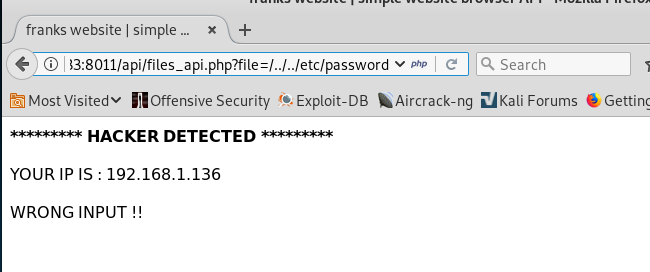 franks website | simple website browser API - Mozilla Firefox
franks website | simple ...
33:8011/api/files_api.php?file=/../../etc/password php Search
Most Visited Offensive Security Exploit-DB Aircrack-ng Kali Forums Getting
********* HACKER DETECTED *********
YOUR IP IS : 192.168.1.136
WRONG INPUT !!